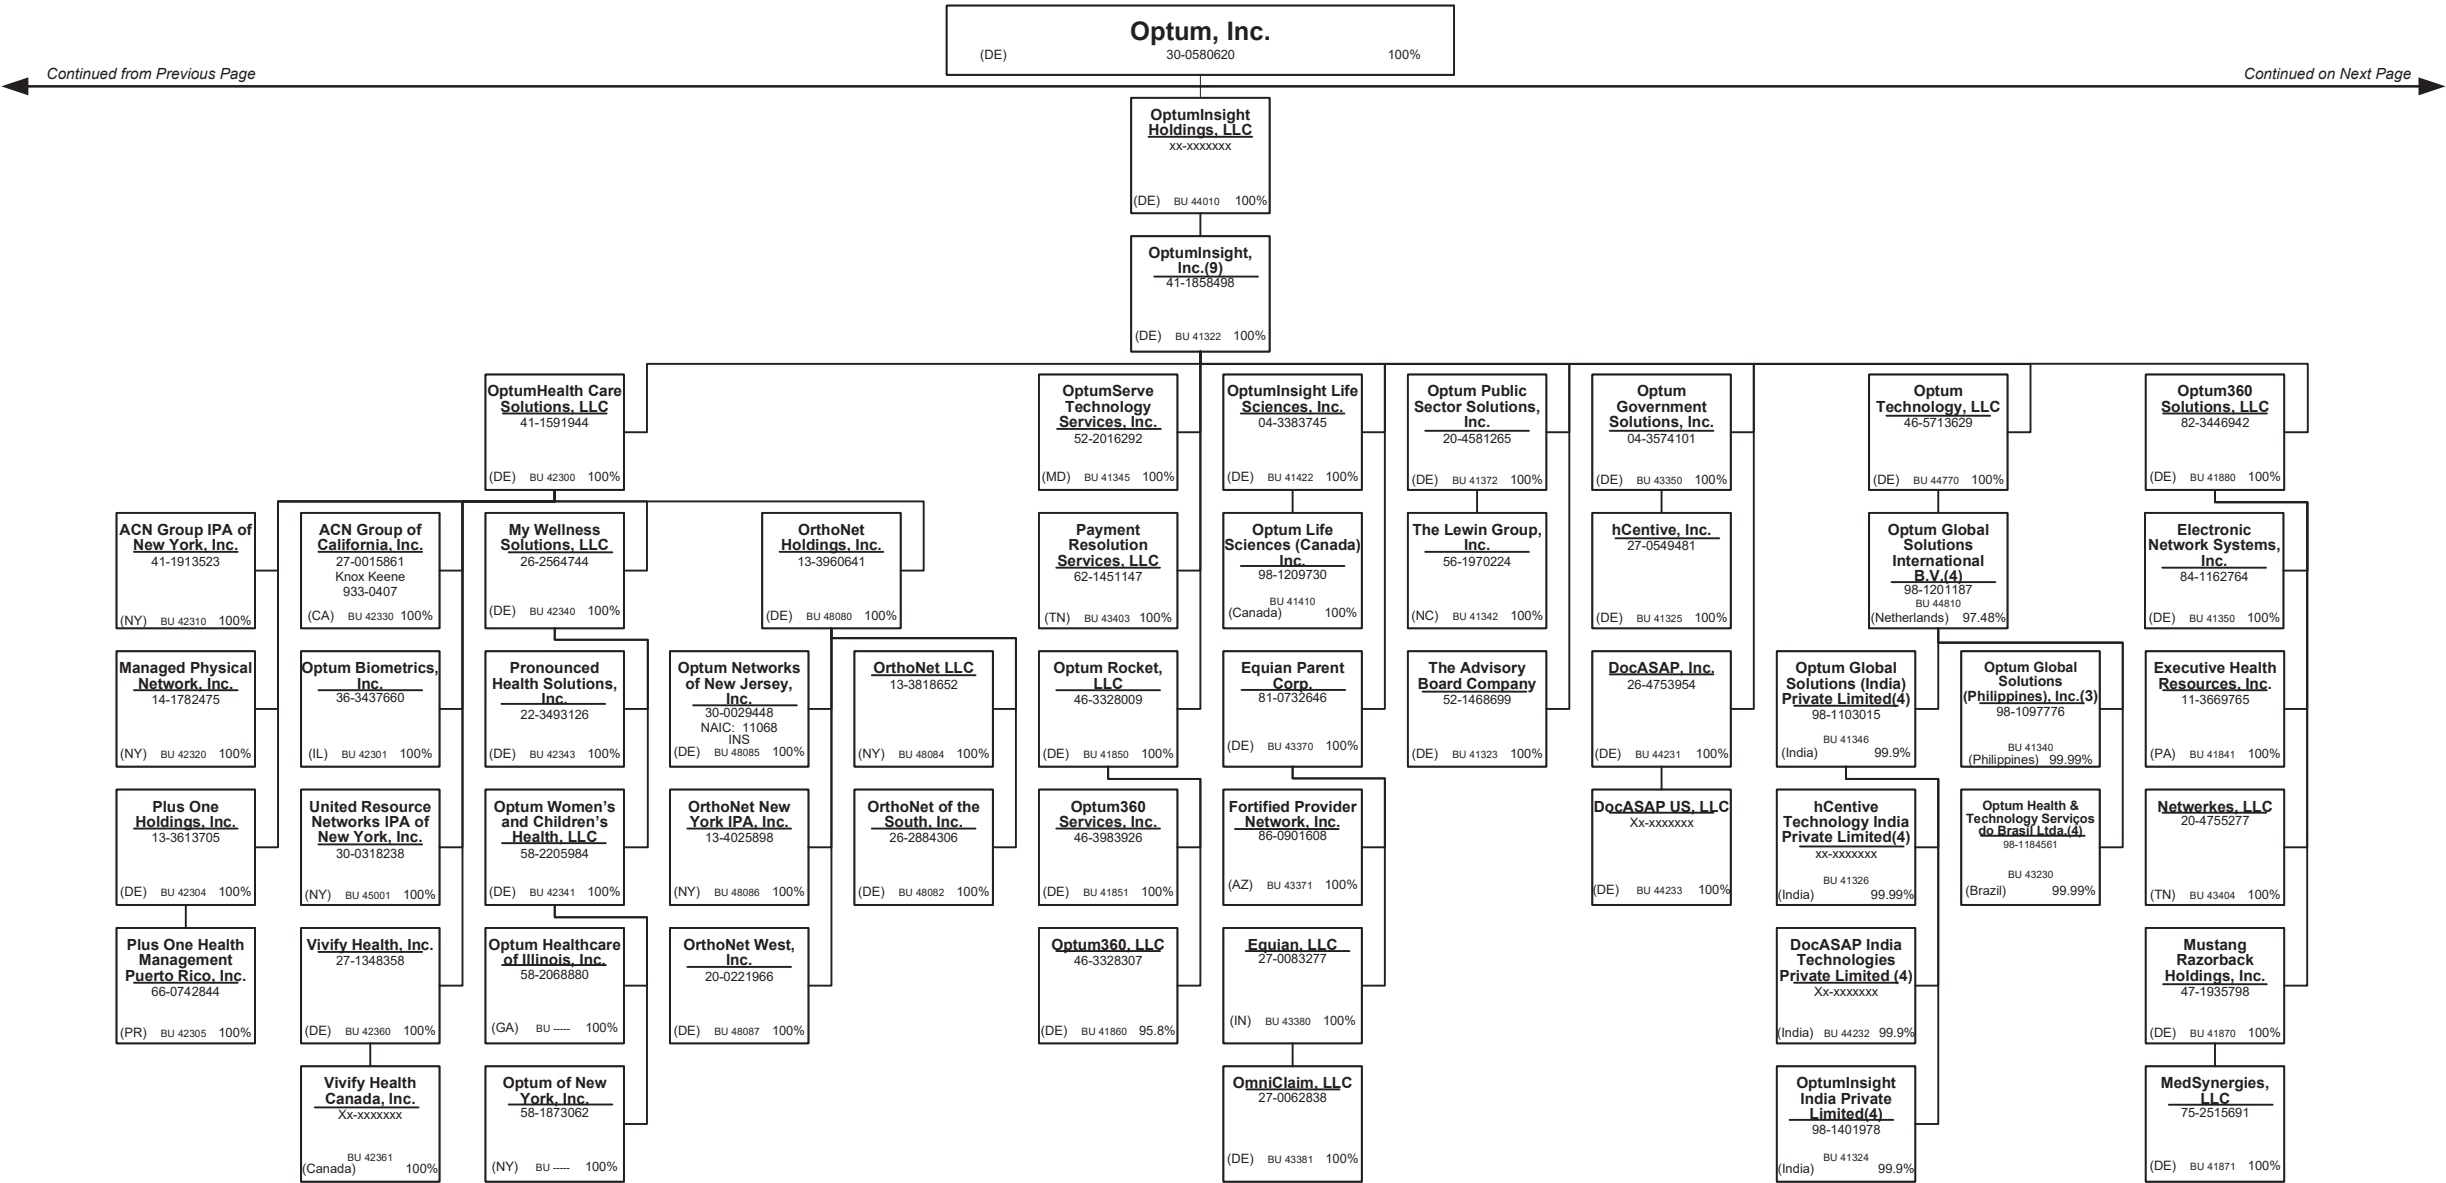 Optum, Inc.
(DE) 30-0580620 100%
Continued from Previous Page
Continued on Next Page
OptumInsight
Holdings, LLC
xx-xxxxxxx
(DE) BU 44010 100%
OptumInsight,
Inc.(9)
41-1858498
(DE) BU 41322 100%
OptumHealth Care
Solutions, LLC
41-1591944
(DE) BU 42300 100%
OptumServe
Technology
Services, Inc.
52-2016292
(MD) BU 41345 100%
OptumInsight Life
Sciences, Inc.
04-3383745
(DE) BU 41422 100%
Optum Public
Sector Solutions,
Inc.
20-4581265
(DE) BU 41372 100%
Optum
Government
Solutions, Inc.
04-3574101
(DE) BU 43350 100%
Optum
Technology, LLC
46-5713629
(DE) BU 44770 100%
Optum360
Solutions, LLC
82-3446942
(DE) BU 41880 100%
ACN Group IPA of
New York, Inc.
41-1913523
(NY) BU 42310 100%
ACN Group of
California, Inc.
27-0015861
Knox Keene
933-0407
(CA) BU 42330 100%
My Wellness
Solutions, LLC
26-2564744
(DE) BU 42340 100%
OrthoNet
Holdings, Inc.
13-3960641
(DE) BU 48080 100%
Payment
Resolution
Services, LLC
62-1451147
(TN) BU 43403 100%
Optum Life
Sciences (Canada)
Inc.
98-1209730
BU 41410
(Canada) 100%
The Lewin Group,
Inc.
56-1970224
(NC) BU 41342 100%
hCentive, Inc.
27-0549481
(DE) BU 41325 100%
Optum Global
Solutions
International
B.V.(4)
98-1201187
BU 44810
(Netherlands) 97.48%
Electronic
Network Systems,
Inc.
84-1162764
(DE) BU 41350 100%
Managed Physical
Network, Inc.
14-1782475
(NY) BU 42320 100%
Optum Biometrics,
Inc.
36-3437660
(IL) BU 42301 100%
Pronounced
Health Solutions,
Inc.
22-3493126
(DE) BU 42343 100%
Optum Networks
of New Jersey,
Inc.
30-0029448
NAIC: 11068
INS
(DE) BU 48085 100%
OrthoNet LLC
13-3818652
(NY) BU 48084 100%
Optum Rocket,
LLC
46-3328009
(DE) BU 41850 100%
Equian Parent
Corp.
81-0732646
(DE) BU 43370 100%
The Advisory
Board Company
52-1468699
(DE) BU 41323 100%
DocASAP, Inc.
26-4753954
(DE) BU 44231 100%
Optum Global
Solutions (India)
Private Limited(4)
98-1103015
BU 41346
(India) 99.9%
Optum Global
Solutions
(Philippines), Inc.(3)
98-1097776
BU 41340
(Philippines) 99.99%
Executive Health
Resources, Inc.
11-3669765
(PA) BU 41841 100%
Plus One
Holdings, Inc.
13-3613705
(DE) BU 42304 100%
United Resource
Networks IPA of
New York, Inc.
30-0318238
(NY) BU 45001 100%
Optum Women’s
and Children’s
Health, LLC
58-2205984
(DE) BU 42341 100%
OrthoNet New
York IPA, Inc.
13-4025898
(NY) BU 48086 100%
OrthoNet of the
South, Inc.
26-2884306
(DE) BU 48082 100%
Optum360
Services, Inc.
46-3983926
(DE) BU 41851 100%
Fortified Provider
Network, Inc.
86-0901608
(AZ) BU 43371 100%
DocASAP US, LLC
Xx-xxxxxxx
(DE) BU 44233 100%
hCentive
Technology India
Private Limited(4)
xx-xxxxxxx
BU 41326
(India) 99.99%
Optum Health &
Technology Serviços
do Brasil Ltda.(4)
98-1184561
BU 43230
(Brazil) 99.99%
Netwerkes, LLC
20-4755277
(TN) BU 43404 100%
Plus One Health
Management
Puerto Rico, Inc.
66-0742844
(PR) BU 42305 100%
Vivify Health, Inc.
27-1348358
(DE) BU 42360 100%
Optum Healthcare
of Illinois, Inc.
58-2068880
(GA) BU ----- 100%
OrthoNet West,
Inc.
20-0221966
(DE) BU 48087 100%
Optum360, LLC
46-3328307
(DE) BU 41860 95.8%
Equian, LLC
27-0083277
(IN) BU 43380 100%
DocASAP India
Technologies
Private Limited (4)
Xx-xxxxxxx
(India) BU 44232 99.9%
Mustang
Razorback
Holdings, Inc.
47-1935798
(DE) BU 41870 100%
Vivify Health
Canada, Inc.
Xx-xxxxxxx
BU 42361
(Canada) 100%
Optum of New
York, Inc.
58-1873062
(NY) BU ----- 100%
OmniClaim, LLC
27-0062838
(DE) BU 43381 100%
OptumInsight
India Private
Limited(4)
98-1401978
BU 41324
(India) 99.9%
MedSynergies,
LLC
75-2515691
(DE) BU 41871 100%